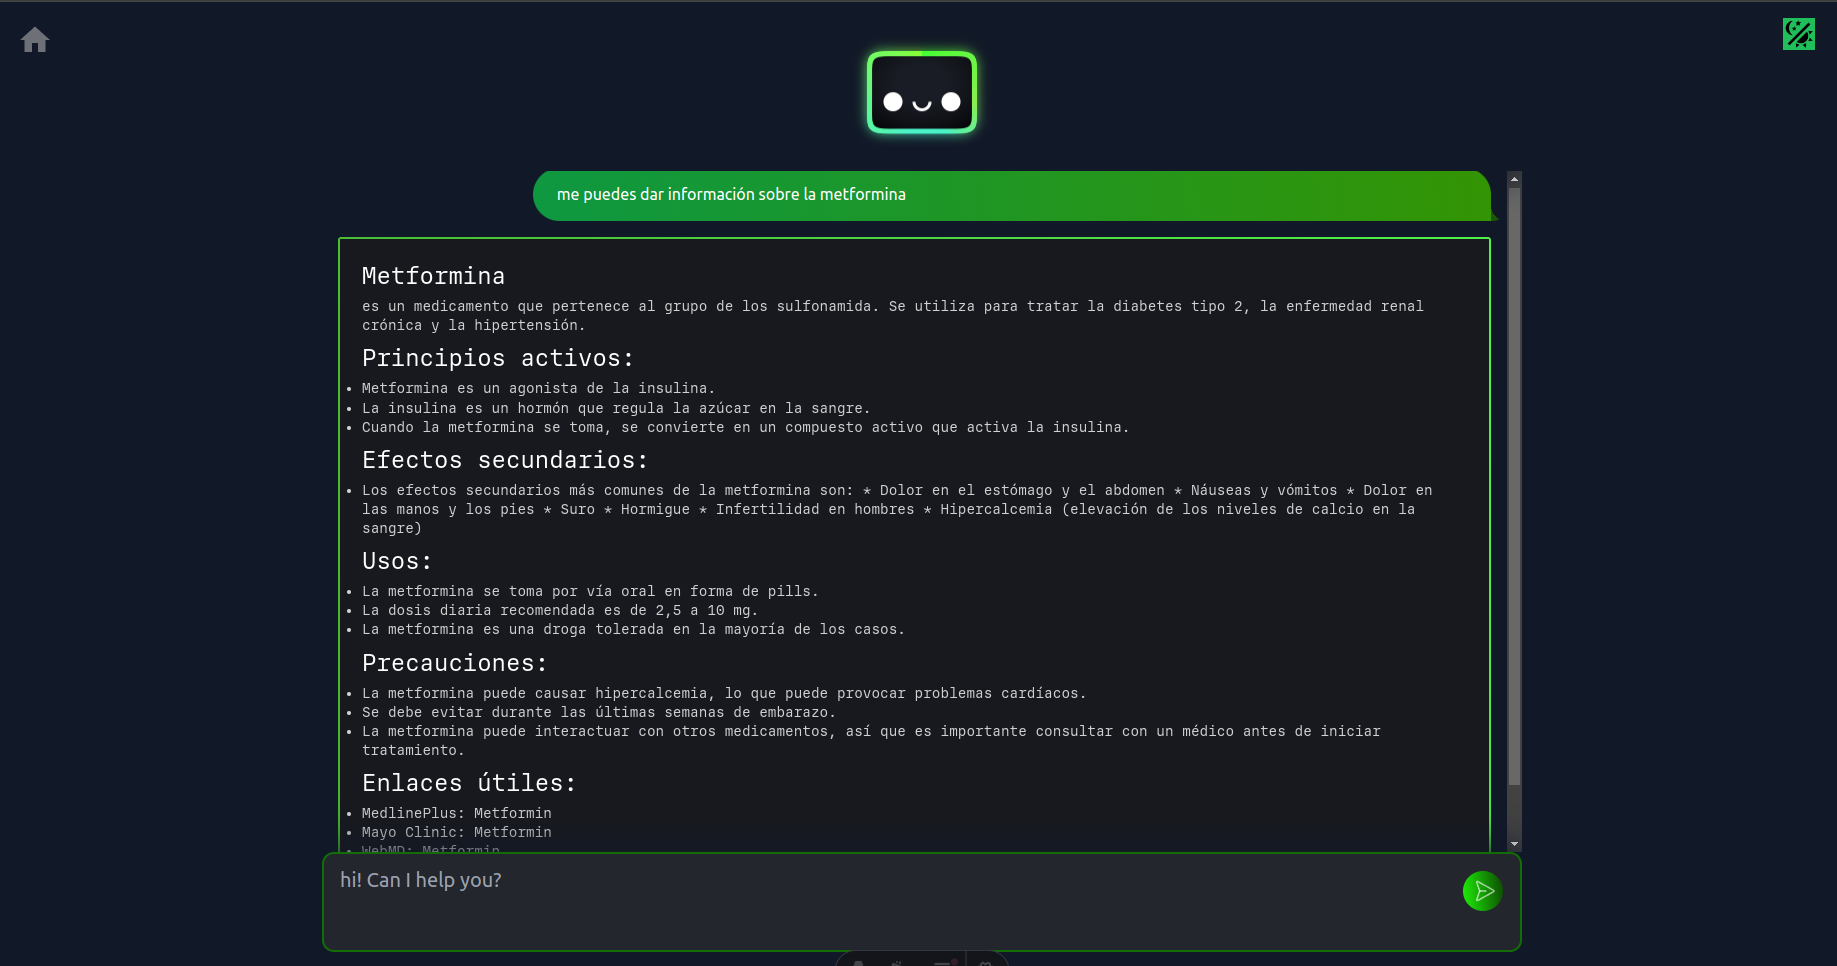 me puedes dar información sobre la metformina
Metformina
es un medicamento que pertenece al grupo de los sulfonamida. Se utiliza para tratar la diabetes tipo 2, la enfermedad renal
crónica y la hipertensión.
Principios activos:
• Metformina es un agonista de la insulina.
• La insulina es un hormón que regula la azúcar en la sangre.
• Cuando la metformina se toma, se convierte en un compuesto activo que activa la insulina.
Efectos secundarios:
• Los efectos secundarios más comunes de la metformina son: * Dolor en el estómago y el abdomen * Náuseas y vómitos * Dolor en
las manos y los pies * Suro * Hormigue * Infertilidad en hombres * Hipercalcemia (elevación de los niveles de calcio en la
sangre)
Usos:
• La metformina se toma por vía oral en forma de pills.
• La dosis diaria recomendada es de 2,5 a 10 mg.
• La metformina es una droga tolerada en la mayoría de los casos.
Precauciones:
• La metformina puede causar hipercalcemia, lo que puede provocar problemas cardíacos.
• Se debe evitar durante las últimas semanas de embarazo.
• La metformina puede interactuar con otros medicamentos, así que es importante consultar con un médico antes de iniciar
tratamiento.
Enlaces útiles:
• MedlinePlus: Metformin
• Mayo Clinic: Metformin
• WebMD: Metformin
hi! Can I help you?